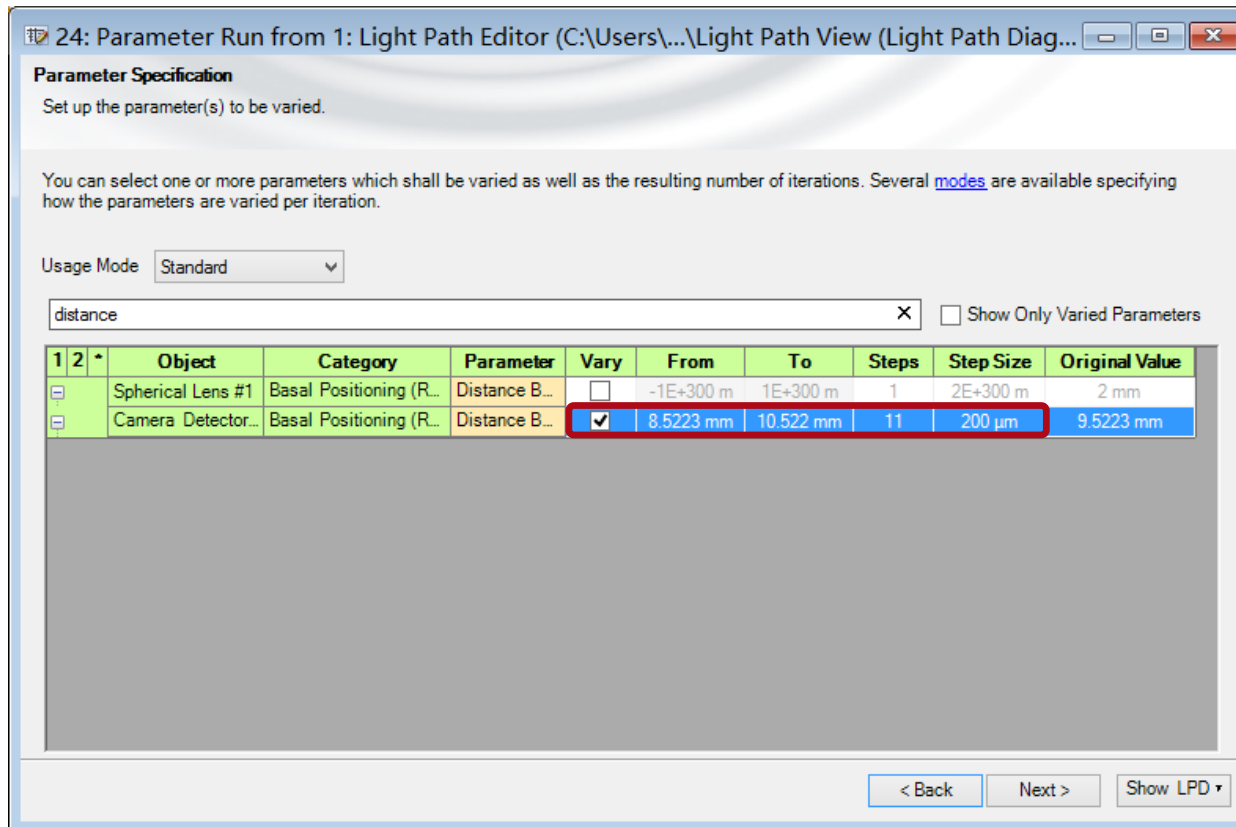 24: Parameter Run from 1: Light Path Editor (C:\Users\...\Light Path View (Light Path Diag...
Parameter Specification
Set up the parameter(s) to be varied.
You can select one or more parameters which shall be varied as well as the resulting number of iterations. Several modes are available specifying
how the parameters are varied per iteration.
Usage Mode Standard
distance Show Only Varied Parameters
1 2 * Object Category Parameter Vary From To Steps Step Size Original Value
Spherical Lens #1 Basal Positioning (R... Distance B... -1E+300 m 1E+300 m 1 2E+300 m 2 mm
Camera Detector... Basal Positioning (R... Distance B... 8.5223 mm 10.522 mm 11 200 µm 9.5223 mm
< Back Next > Show LPD